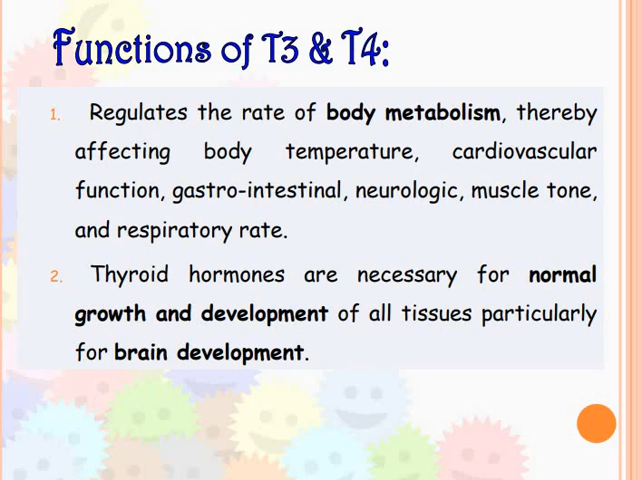 Functions of T3 & T4:
1. Regulates the rate of body metabolism, thereby
affecting body temperature, cardiovascular
function, gastro-intestinal, neurologic, muscle tone,
and respiratory rate.
2. Thyroid hormones are necessary for normal
growth and development of all tissues particularly
for brain development.